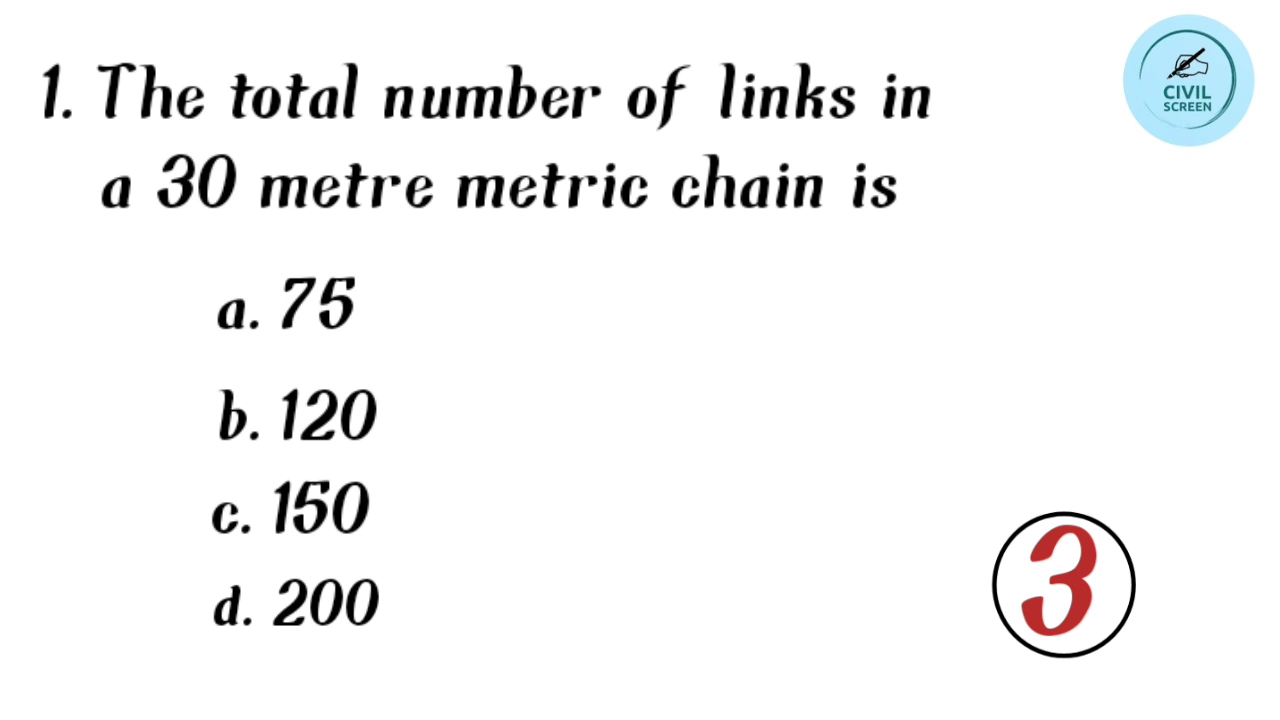 1. The total number of links in
a 30 metre metric chain is
a. 75
b. 120
c. 150
d. 200
3
CIVIL
SCREEN